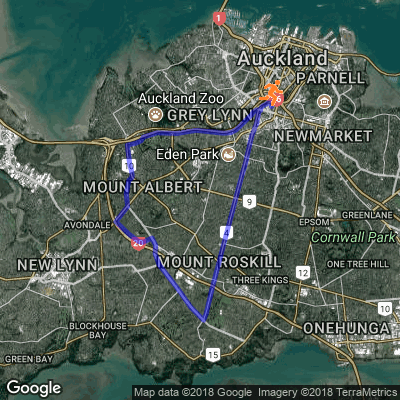 1
Auckland
PARNELL
6
Auckland Zoo
GREY LYNN
NEWMARKET
Eden Park
10
MOUNT ALBERT
9
GREENLANE
AVONDALE
EPSOM
4
Cornwall Park
20
NEW LYNN
MOUNT ROSKILL
ONE TREE HILL
12
THREE KINGS
10
BLOCKHOUSE
BAY
ONEHUNGA
GREEN BAY
15
Google
Map data ©2018 Google Imagery ©2018 TerraMetrics